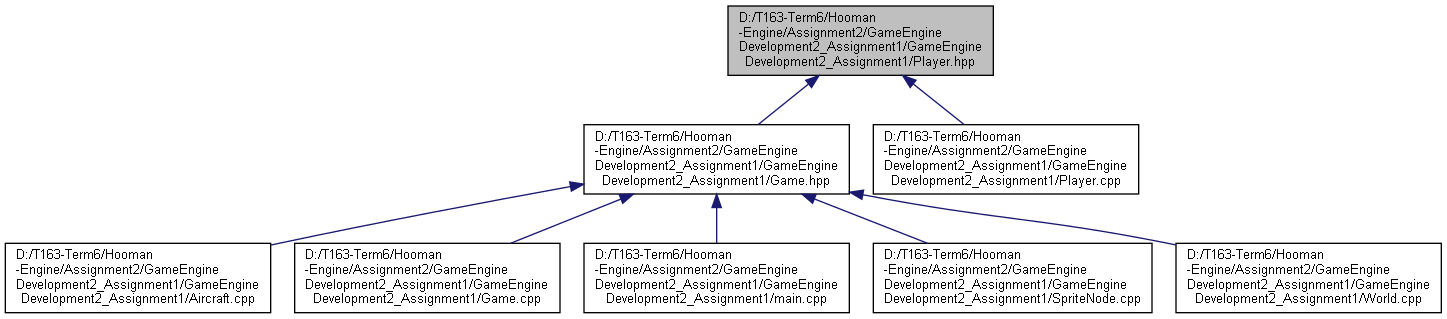 D:/T163-Term6/Hooman
-Engine/Assignment2/GameEngine
Development2_Assignment1/GameEngine
Development2_Assignment1/Player.hpp
D:/T163-Term6/Hooman
-Engine/Assignment2/GameEngine
Development2_Assignment1/GameEngine
Development2_Assignment1/Game.hpp
D:/T163-Term6/Hooman
-Engine/Assignment2/GameEngine
Development2_Assignment1/GameEngine
Development2_Assignment1/Player.cpp
D:/T163-Term6/Hooman
-Engine/Assignment2/GameEngine
Development2_Assignment1/GameEngine
Development2_Assignment1/Aircraft.cpp
D:/T163-Term6/Hooman
-Engine/Assignment2/GameEngine
Development2_Assignment1/GameEngine
Development2_Assignment1/Game.cpp
D:/T163-Term6/Hooman
-Engine/Assignment2/GameEngine
Development2_Assignment1/GameEngine
Development2_Assignment1/main.cpp
D:/T163-Term6/Hooman
-Engine/Assignment2/GameEngine
Development2_Assignment1/GameEngine
Development2_Assignment1/SpriteNode.cpp
D:/T163-Term6/Hooman
-Engine/Assignment2/GameEngine
Development2_Assignment1/GameEngine
Development2_Assignment1/World.cpp